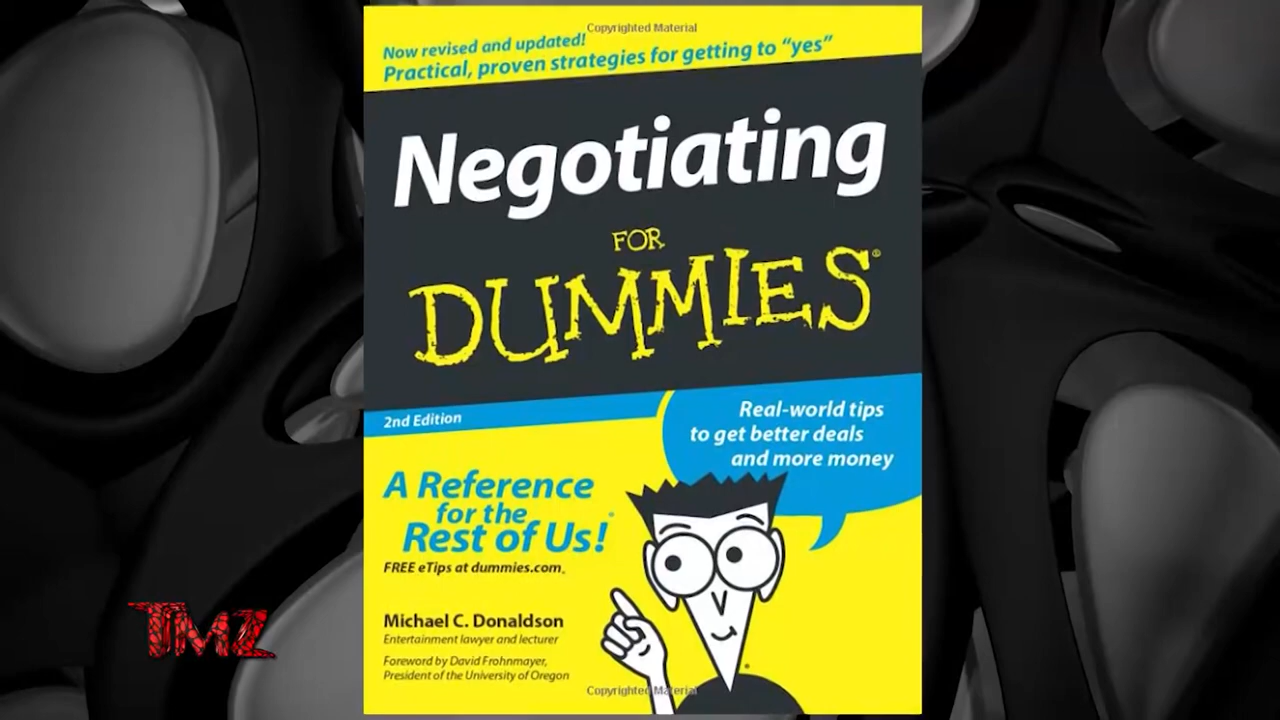 Copyrighted Material
Now revised and updated!
Practical, proven strategies for getting to “yes”
Negotiating
FOR
DUMMIES®
2nd Edition
Real-world tips
to get better deals
and more money
A Reference
for the
Rest of Us!®
FREE eTips at dummies.com®
Michael C. Donaldson
Entertainment lawyer and lecturer
Foreword by David Frohnmayer,
President of the University of Oregon
Copyrighted Material
TMZ